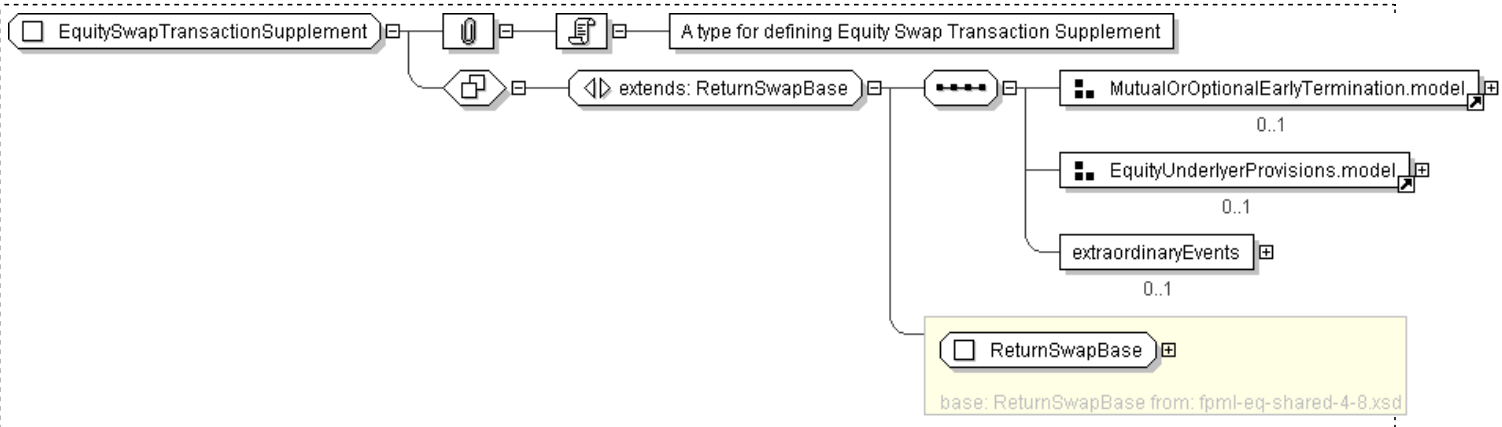 EquitySwapTransactionSupplement
A type for defining Equity Swap Transaction Supplement
extends: ReturnSwapBase
MutualOrOptionalEarlyTermination.model
0..1
EquityUnderlyerProvisions.model
0..1
extraordinaryEvents
0..1
ReturnSwapBase
base: ReturnSwapBase from: fpml-eq-shared-4-8.xsd